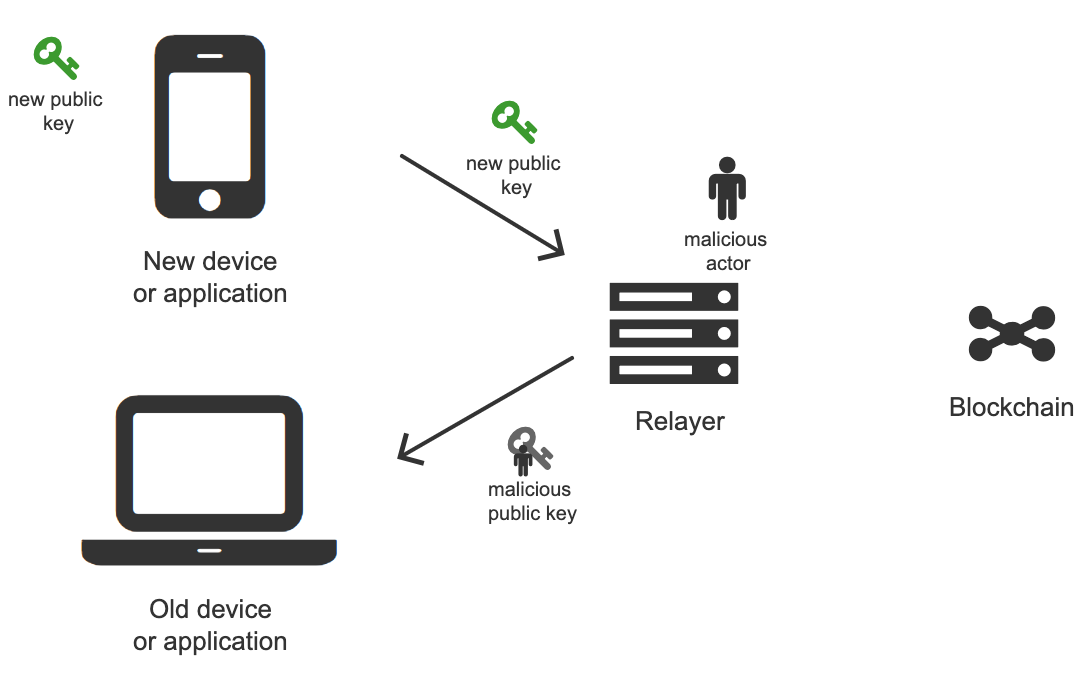 new public
key
new public
key
malicious
actor
New device
or application
Relayer
Blockchain
malicious
public key
Old device
or application